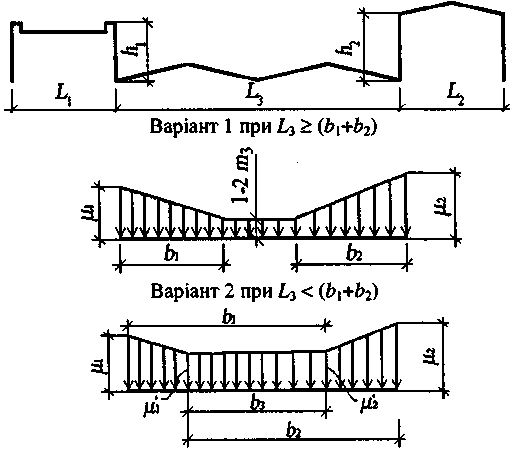 h₁
h₂
L₁
L₃
L₂
Варіант 1 при L₃ ≥ (b₁+b₂)
μ₁
1-2 m₃
μ₂
b₁
b₂
Варіант 2 при L₃ < (b₁+b₂)
b₁
μ₁
μ₂
μ'₁
b₃
μ'₂
b₂